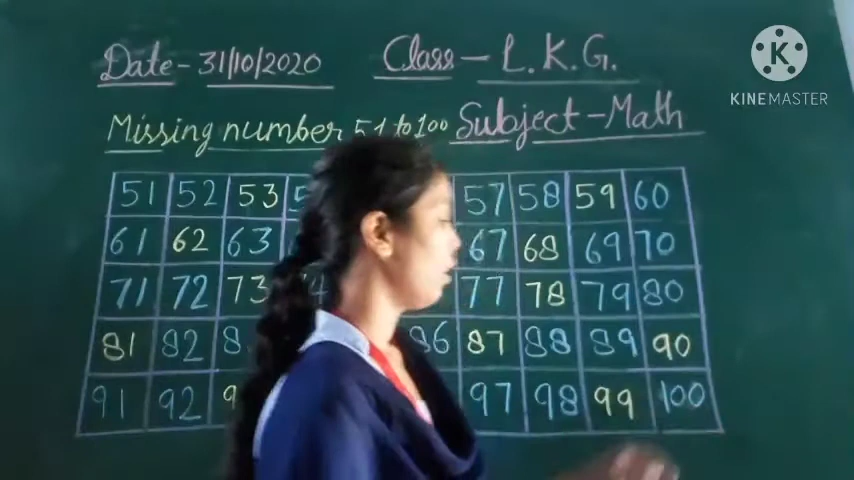 Date - 31/10/2020 Class - L.K.G.
Missing number 51 to 100 Subject - Math
51 52 53 57 58 59 60
61 62 63 67 68 69 70
71 72 73 77 78 79 80
81 82 86 87 88 89 90
91 92 97 98 99 100
K
KINEMASTER